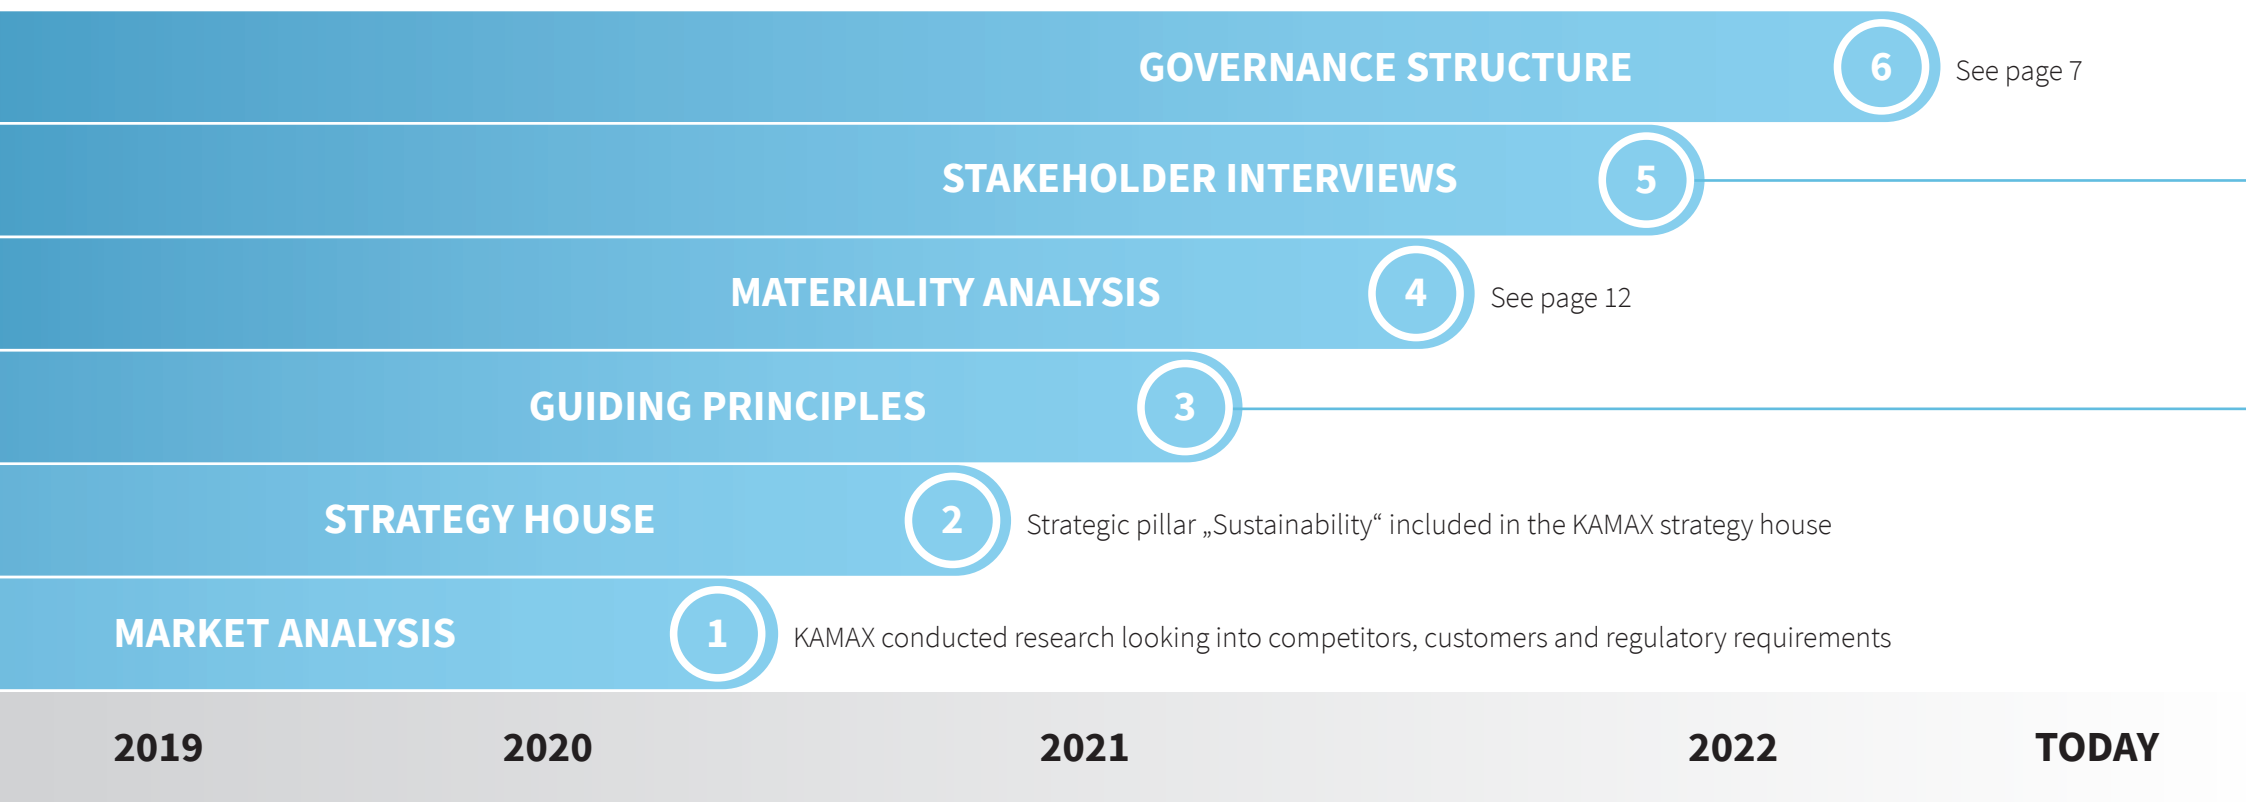 GOVERNANCE STRUCTURE 6 See page 7
STAKEHOLDER INTERVIEWS 5
MATERIALITY ANALYSIS 4 See page 12
GUIDING PRINCIPLES 3
STRATEGY HOUSE 2 Strategic pillar „Sustainability“ included in the KAMAX strategy house
MARKET ANALYSIS 1 KAMAX conducted research looking into competitors, customers and regulatory requirements
2019 2020 2021 2022 TODAY